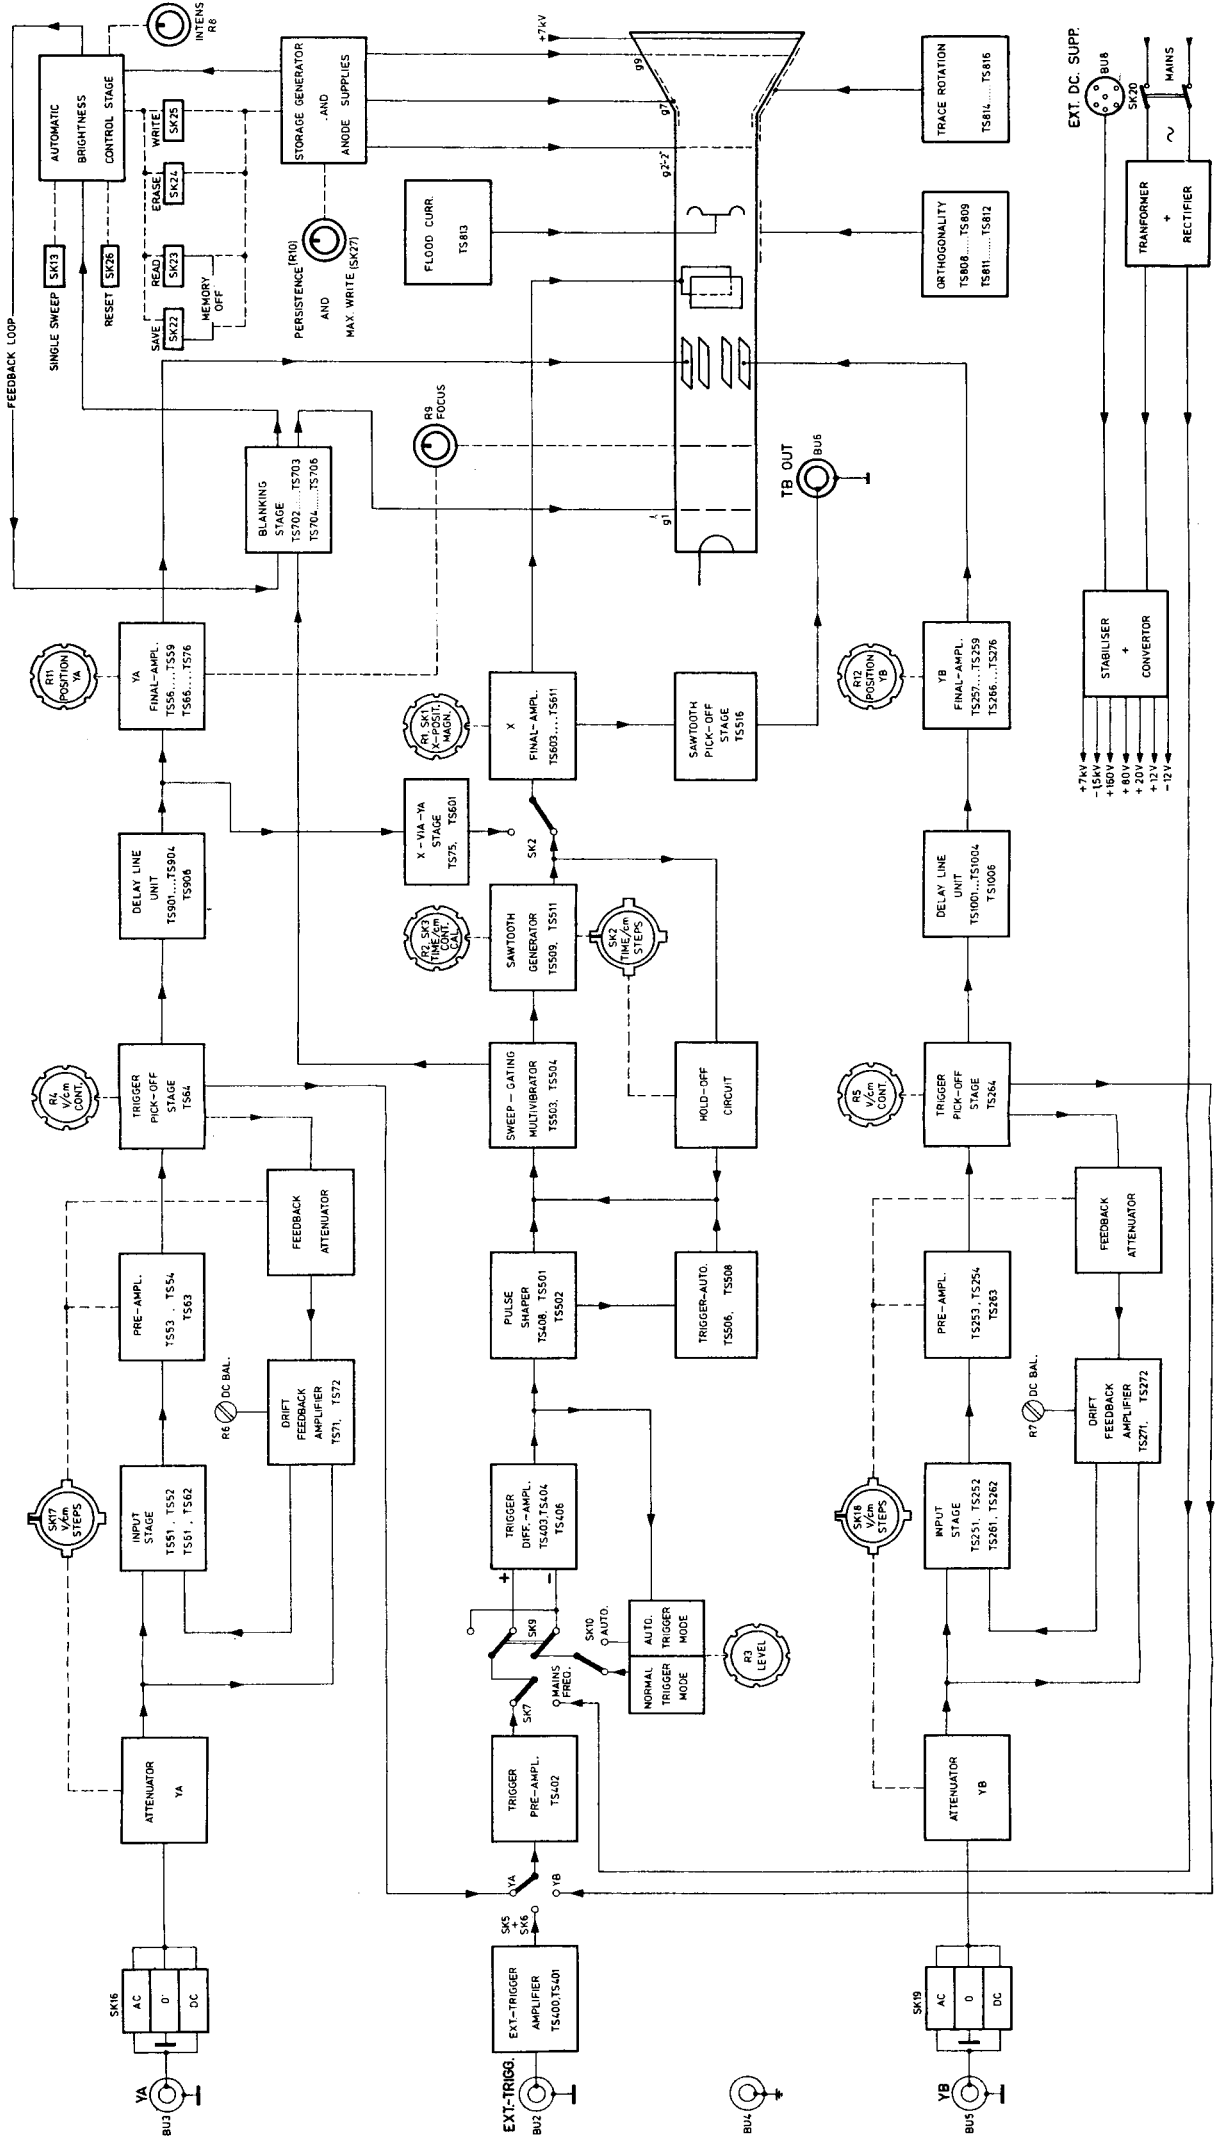 YA
BU3
SK16
AC
0
DC
ATTENUATOR
YA
SK17
V/cm
STEPS
INPUT
STAGE
TS51, TS52
TS61, TS62
PRE-AMPL.
TS53, TS54
TS63
R6
DC BAL.
DRIFT
FEEDBACK
AMPLIFIER
TS71, TS72
FEEDBACK
ATTENUATOR
R4
V/cm
CONT.
TRIGGER
PICK-OFF
STAGE
TS64
DELAY LINE
UNIT
TS901...TS904
TS906
R11
POSITION
YA
YA
FINAL-AMPL.
TS56....TS59
TS66....TS76
FEEDBACK LOOP
BLANKING
STAGE
TS702.....TS703
TS704.....TS706
R9
FOCUS
SINGLE SWEEP
SK13
RESET
SK26
AUTOMATIC
BRIGHTNESS
CONTROL STAGE
INTENS
R8
SAVE
SK22
READ
SK23
ERASE
SK24
WRITE
SK25
MEMORY
OFF
PERSISTENCE (R10)
AND
MAX. WRITE (SK27)
STORAGE GENERATOR
AND
ANODE SUPPLIES
FLOOD CURR.
TS813
EXT.-TRIGG.
BU2
EXT.-TRIGGER
AMPLIFIER
TS400,TS401
SK5
+
SK6
YA
YB
TRIGGER
PRE-AMPL.
TS402
SK7
MAINS
FREQ.
SK9
+
-
SK10
AUTO.
NORMAL
TRIGGER
MODE
AUTO.
TRIGGER
MODE
R3
LEVEL
TRIGGER
DIFF.-AMPL.
TS403,TS404
TS406
PULSE
SHAPER
TS408, TS501
TS502
TRIGGER-AUTO.
TS506, TS508
SWEEP-GATING
MULTIVIBRATOR
TS503, TS504
HOLD-OFF
CIRCUIT
R2, SK3
TIME/cm
CONT.
CAL.
SAWTOOTH
GENERATOR
TS509, TS511
SK2
TIME/cm
STEPS
X-VIA-YA
STAGE
TS75, TS601
SK2
R1, SK1
X-POSIT.
MAGN.
X
FINAL-AMPL.
TS603....TS611
SAWTOOTH
PICK-OFF
STAGE
TS516
TB OUT
BU6
g1
g2'-2"
g7
g9
+7kV
ORTHOGONALITY
TS808.....TS809
TS811.....TS812
TRACE ROTATION
TS814.....TS816
BU4
YB
BU5
SK19
AC
0
DC
ATTENUATOR
YB
SK18
V/cm
STEPS
INPUT
STAGE
TS251, TS252
TS261, TS262
PRE-AMPL.
TS253, TS254
TS263
R7
DC BAL.
DRIFT
FEEDBACK
AMPLIFIER
TS271, TS272
FEEDBACK
ATTENUATOR
R5
V/cm
CONT.
TRIGGER
PICK-OFF
STAGE
TS264
DELAY LINE
UNIT
TS1001...TS1004
TS1006
R12
POSITION
YB
YB
FINAL-AMPL.
TS257....TS259
TS266....TS276
+7kV
-1,5kV
+160V
+80V
+20V
+12V
-12V
STABILISER
+
CONVERTOR
TRANFORMER
+
RECTIFIER
EXT. DC. SUPP.
BU8
SK20
MAINS
~